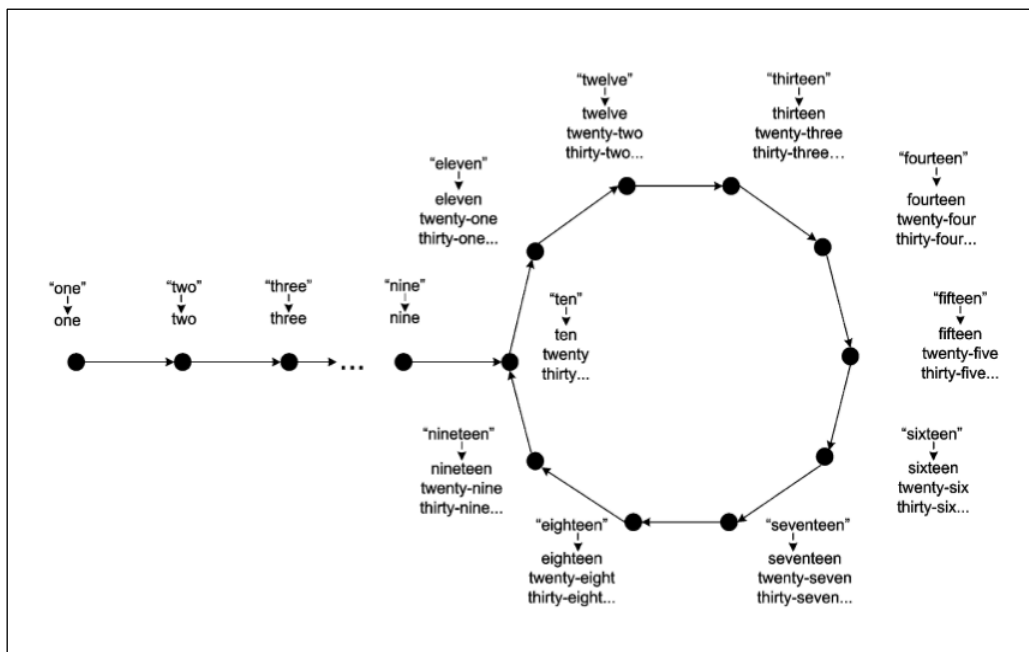 “twelve”
twelve
twenty-two
thirty-two...
“thirteen”
thirteen
twenty-three
thirty-three...
“eleven”
eleven
twenty-one
thirty-one...
“fourteen”
fourteen
twenty-four
thirty-four...
“one”
one
“two”
two
“three”
three
...
“nine”
nine
“ten”
ten
twenty
thirty...
“fifteen”
fifteen
twenty-five
thirty-five...
“nineteen”
nineteen
twenty-nine
thirty-nine...
“sixteen”
sixteen
twenty-six
thirty-six...
“eighteen”
eighteen
twenty-eight
thirty-eight...
“seventeen”
seventeen
twenty-seven
thirty-seven...